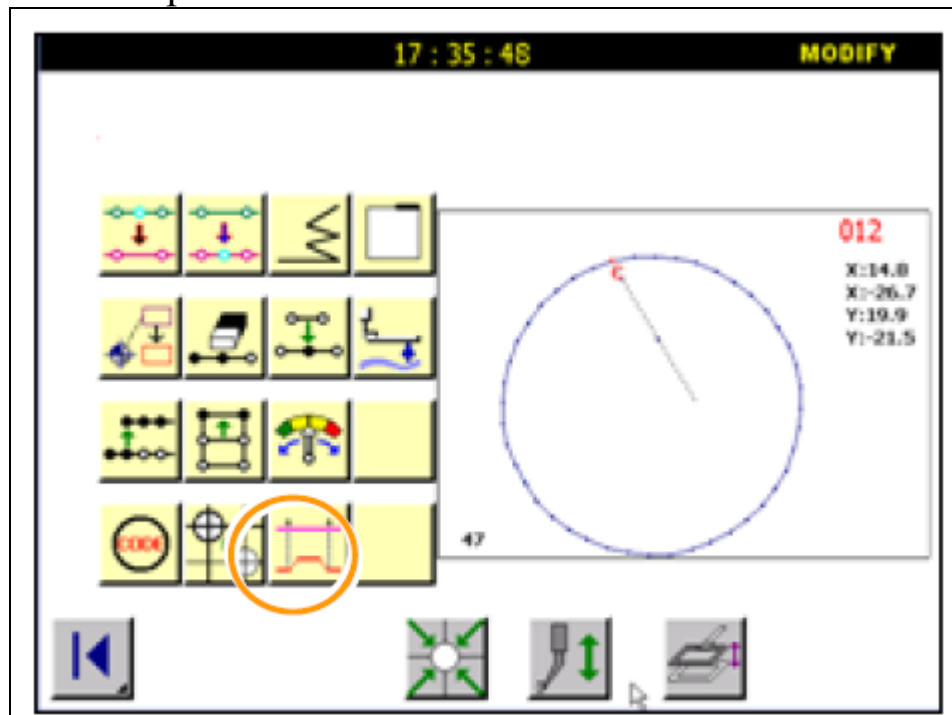 17 : 35 : 48 MODIFY
012
X:14.8
X:-26.7
Y:19.9
Y:-21.5
CODE
47